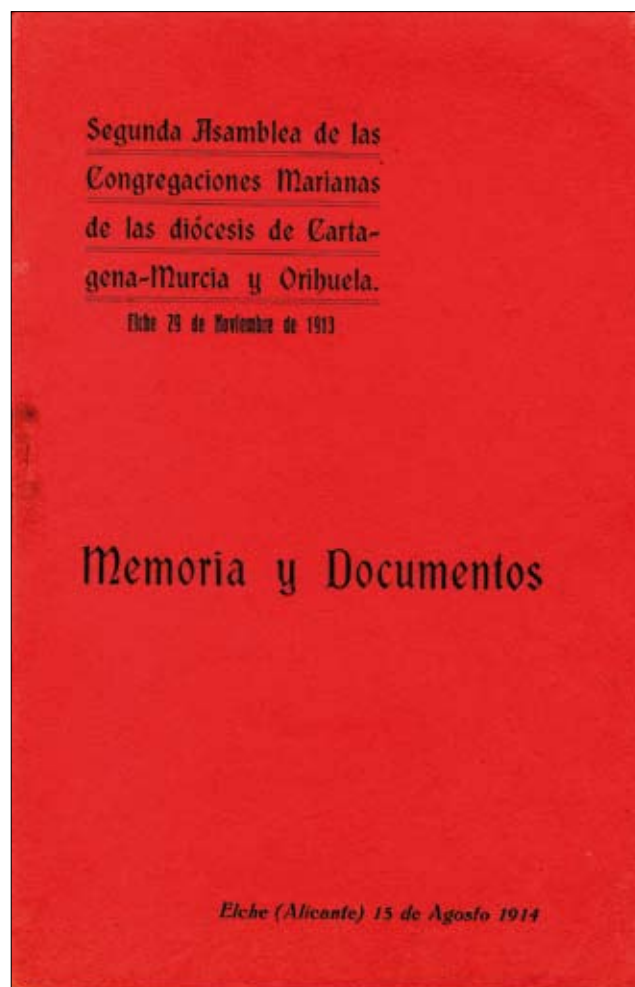 Segunda Asamblea de las
Congregaciones Marianas
de las diócesis de Carta-
gena-Murcia y Orihuela.
Elche 29 de Noviembre de 1913
Memoria y Documentos
Elche (Alicante) 15 de Agosto 1914